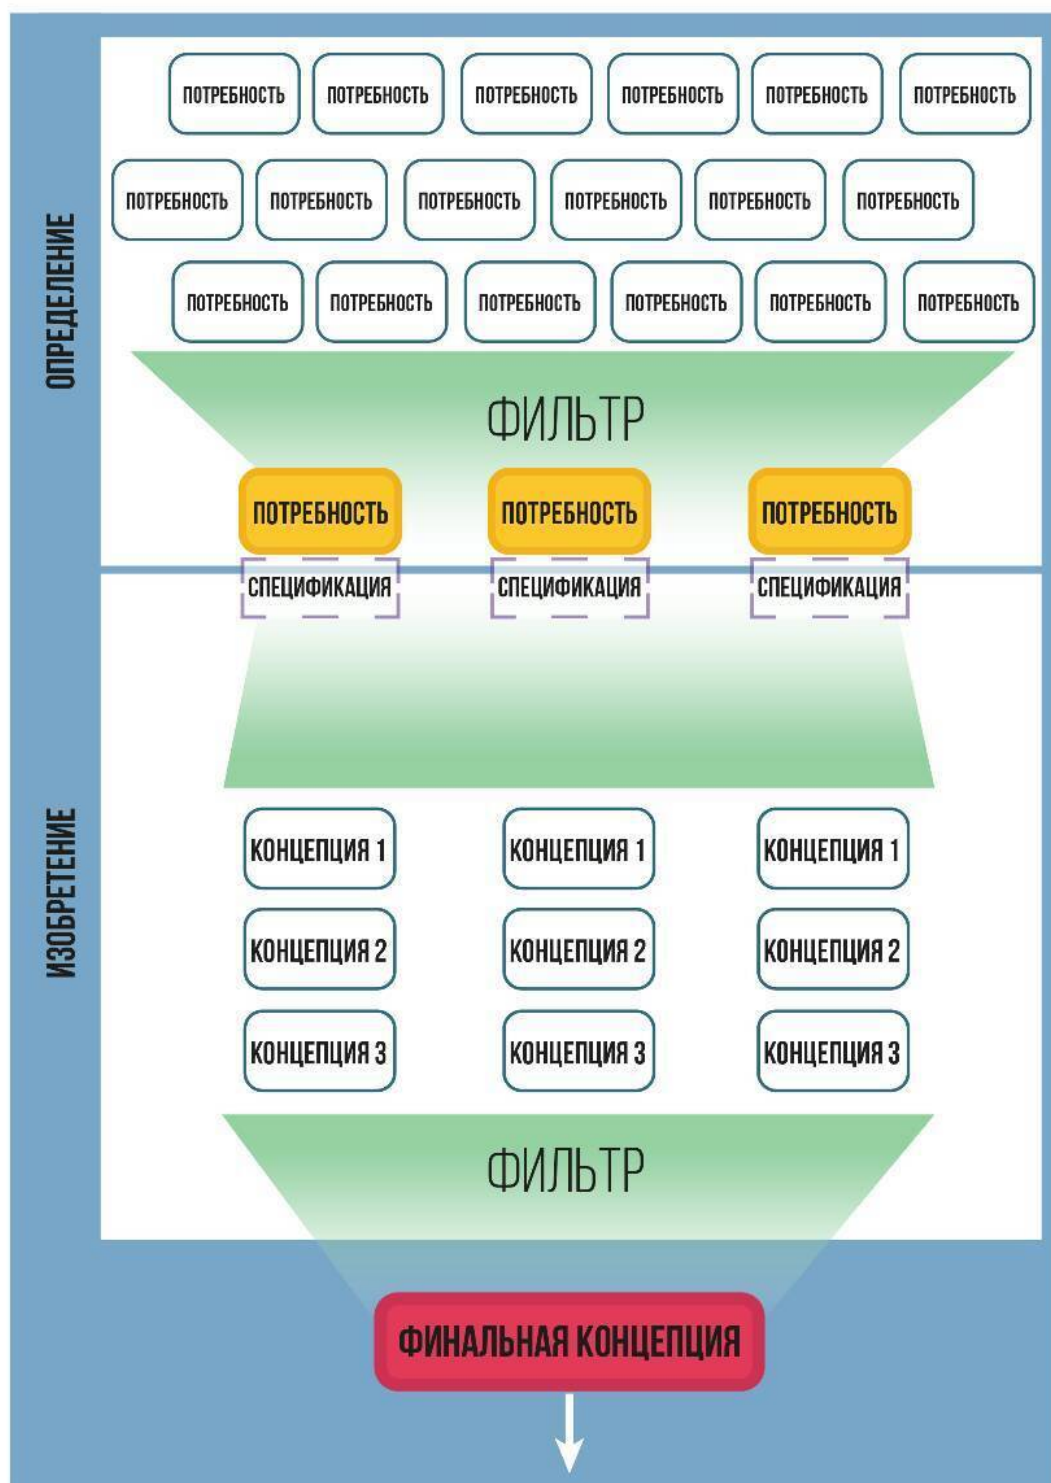 ОПРЕДЕЛЕНИЕ
ПОТРЕБНОСТЬ ПОТРЕБНОСТЬ ПОТРЕБНОСТЬ ПОТРЕБНОСТЬ ПОТРЕБНОСТЬ ПОТРЕБНОСТЬ
ПОТРЕБНОСТЬ ПОТРЕБНОСТЬ ПОТРЕБНОСТЬ ПОТРЕБНОСТЬ ПОТРЕБНОСТЬ ПОТРЕБНОСТЬ
ПОТРЕБНОСТЬ ПОТРЕБНОСТЬ ПОТРЕБНОСТЬ ПОТРЕБНОСТЬ ПОТРЕБНОСТЬ ПОТРЕБНОСТЬ
ФИЛЬТР
ПОТРЕБНОСТЬ ПОТРЕБНОСТЬ ПОТРЕБНОСТЬ
СПЕЦИФИКАЦИЯ СПЕЦИФИКАЦИЯ СПЕЦИФИКАЦИЯ
ИЗОБРЕТЕНИЕ
КОНЦЕПЦИЯ 1 КОНЦЕПЦИЯ 1 КОНЦЕПЦИЯ 1
КОНЦЕПЦИЯ 2 КОНЦЕПЦИЯ 2 КОНЦЕПЦИЯ 2
КОНЦЕПЦИЯ 3 КОНЦЕПЦИЯ 3 КОНЦЕПЦИЯ 3
ФИЛЬТР
ФИНАЛЬНАЯ КОНЦЕПЦИЯ